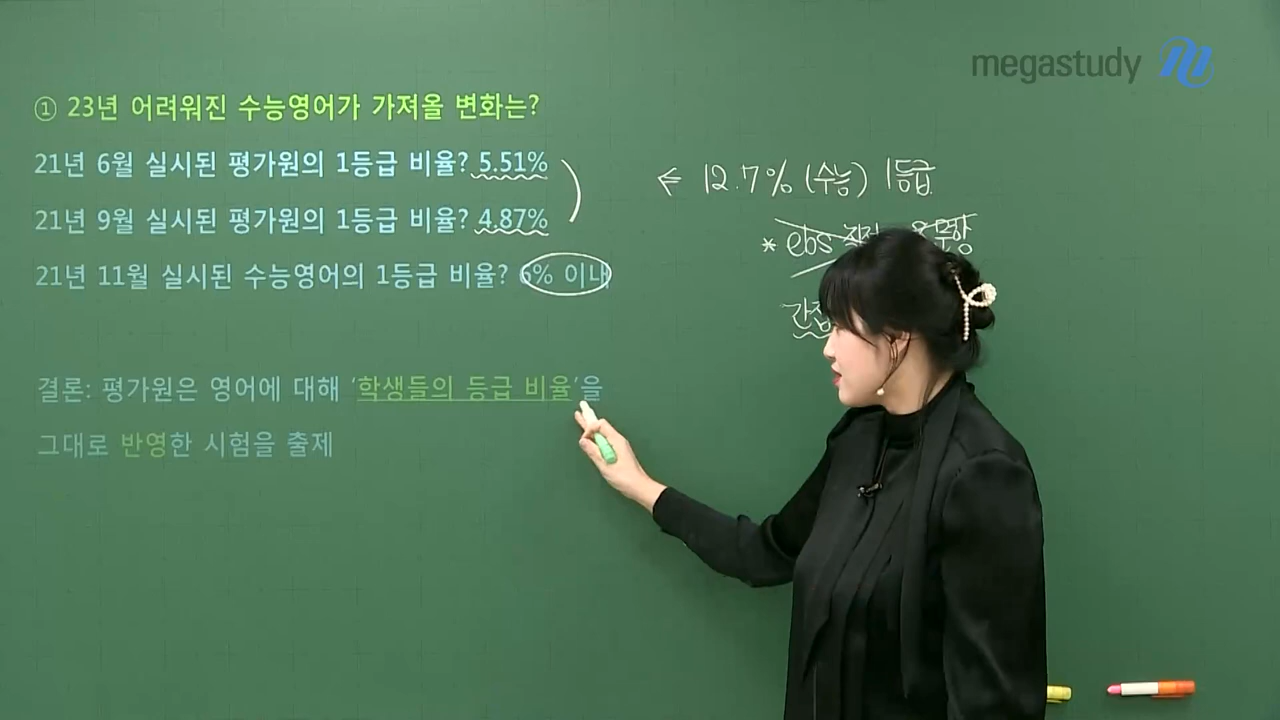 megastudy
① 23년 어려워진 수능영어가 가져올 변화는?
21년 6월 실시된 평가원의 1등급 비율? 5.51%
21년 9월 실시된 평가원의 1등급 비율? 4.87%
21년 11월 실시된 수능영어의 1등급 비율? 6% 이내
← 12.7% (수능) 1등급
* ebs
간접
결론: 평가원은 영어에 대해 '학생들의 등급 비율'을
그대로 반영한 시험을 출제